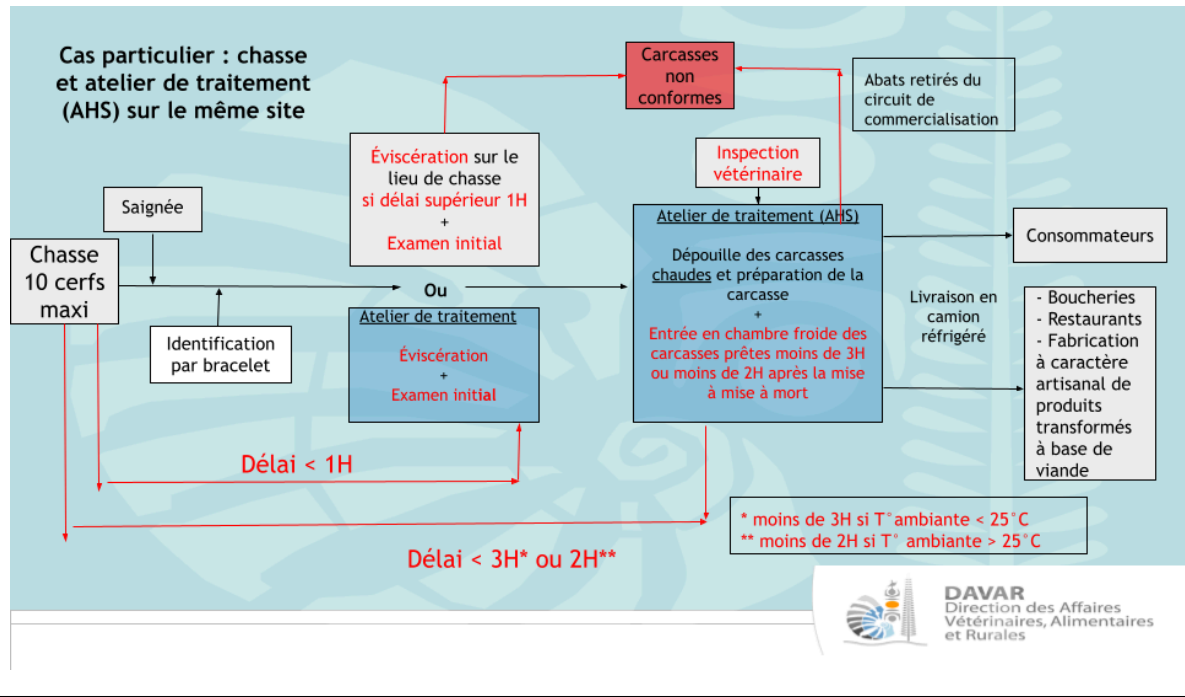 Cas particulier : chasse
et atelier de traitement
(AHS) sur le même site
Carcasses
non
conformes
Abats retirés du
circuit de
commercialisation
Éviscération sur le
lieu de chasse
si délai supérieur 1H
+
Examen initial
Inspection
vétérinaire
Saignée
Chasse
10 cerfs
maxi
Identification
par bracelet
Ou
Atelier de traitement
Éviscération
+
Examen initial
Atelier de traitement (AHS)
Dépouille des carcasses
chaudes et préparation de la
carcasse
+
Entrée en chambre froide des
carcasses prêtes moins de 3H
ou moins de 2H après la mise
à mise à mort
Consommateurs
Livraison en
camion
réfrigéré
- Boucheries
- Restaurants
- Fabrication
à caractère
artisanal de
produits
transformés
à base de
viande
Délai < 1H
Délai < 3H* ou 2H**
* moins de 3H si T°ambiante < 25°C
** moins de 2H si T° ambiante > 25°C
DAVAR
Direction des Affaires
Vétérinaires, Alimentaires
et Rurales